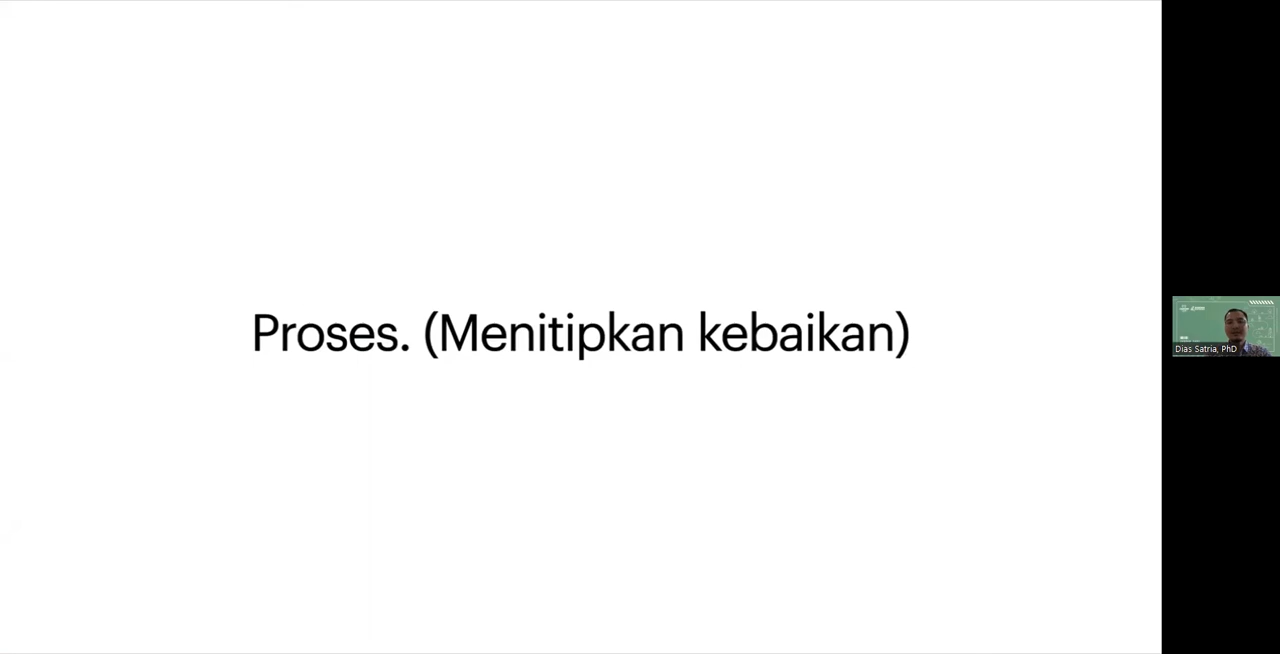 Proses. (Menitipkan kebaikan)
Dias Satria, PhD